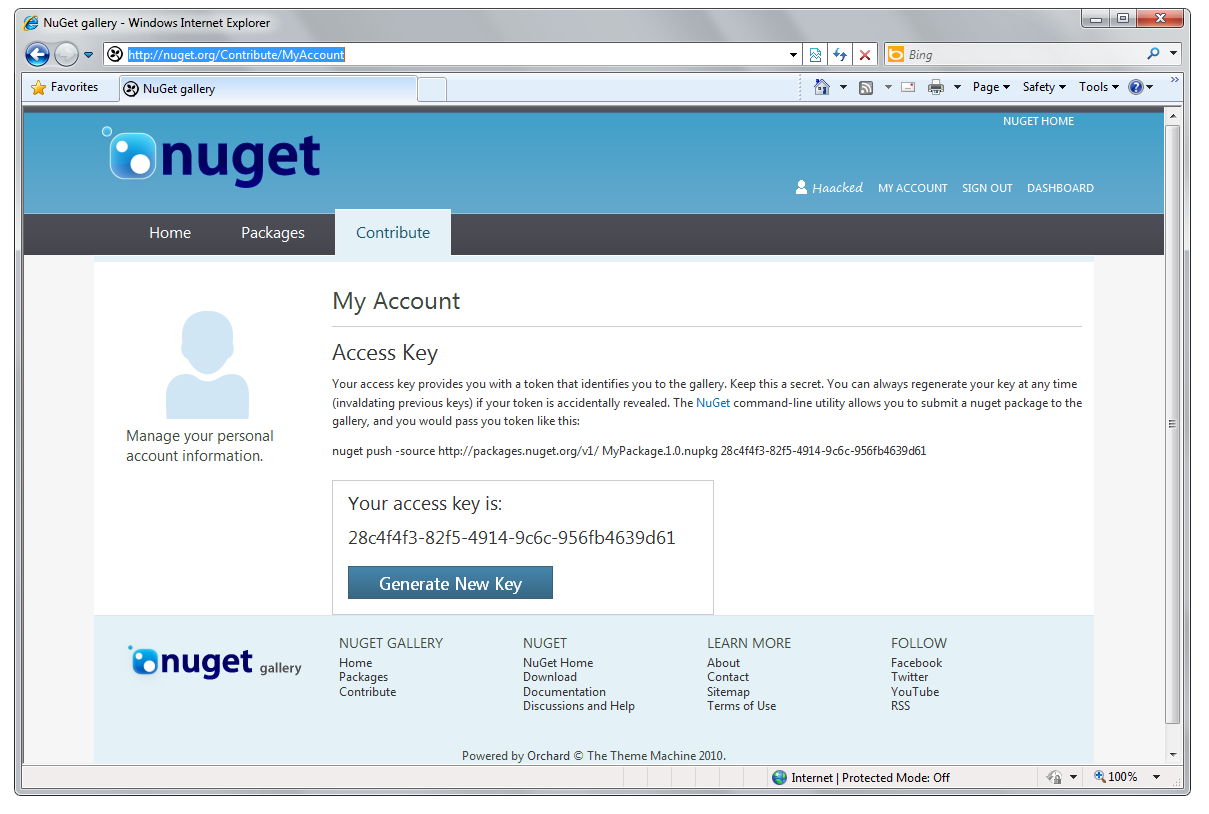 NuGet gallery - Windows Internet Explorer
http://nuget.org/Contribute/MyAccount
Bing
Favorites
NuGet gallery
Page
Safety
Tools
NUGET HOME
nuget
Haacked MY ACCOUNT SIGN OUT DASHBOARD
Home Packages Contribute
My Account
Access Key
Your access key provides you with a token that identifies you to the gallery. Keep this a secret. You can always regenerate your key at any time
(invaldating previous keys) if your token is accidentally revealed. The NuGet command-line utility allows you to submit a nuget package to the
gallery, and you would pass you token like this:
nuget push -source http://packages.nuget.org/v1/ MyPackage.1.0.nupkg 28c4f4f3-82f5-4914-9c6c-956fb4639d61
Manage your personal
account information.
Your access key is:
28c4f4f3-82f5-4914-9c6c-956fb4639d61
Generate New Key
nuget gallery
NUGET GALLERY
Home
Packages
Contribute
NUGET
NuGet Home
Download
Documentation
Discussions and Help
LEARN MORE
About
Contact
Sitemap
Terms of Use
FOLLOW
Facebook
Twitter
YouTube
RSS
Powered by Orchard © The Theme Machine 2010.
Internet | Protected Mode: Off
100%